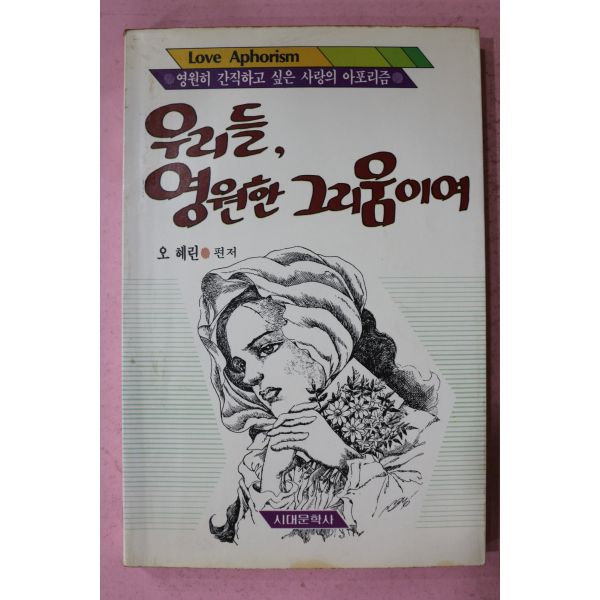 Love Aphorism
영원히 간직하고 싶은 사랑의 아포리즘
우리들,
영원한 그리움이여
오 혜린 편저
시대문학사